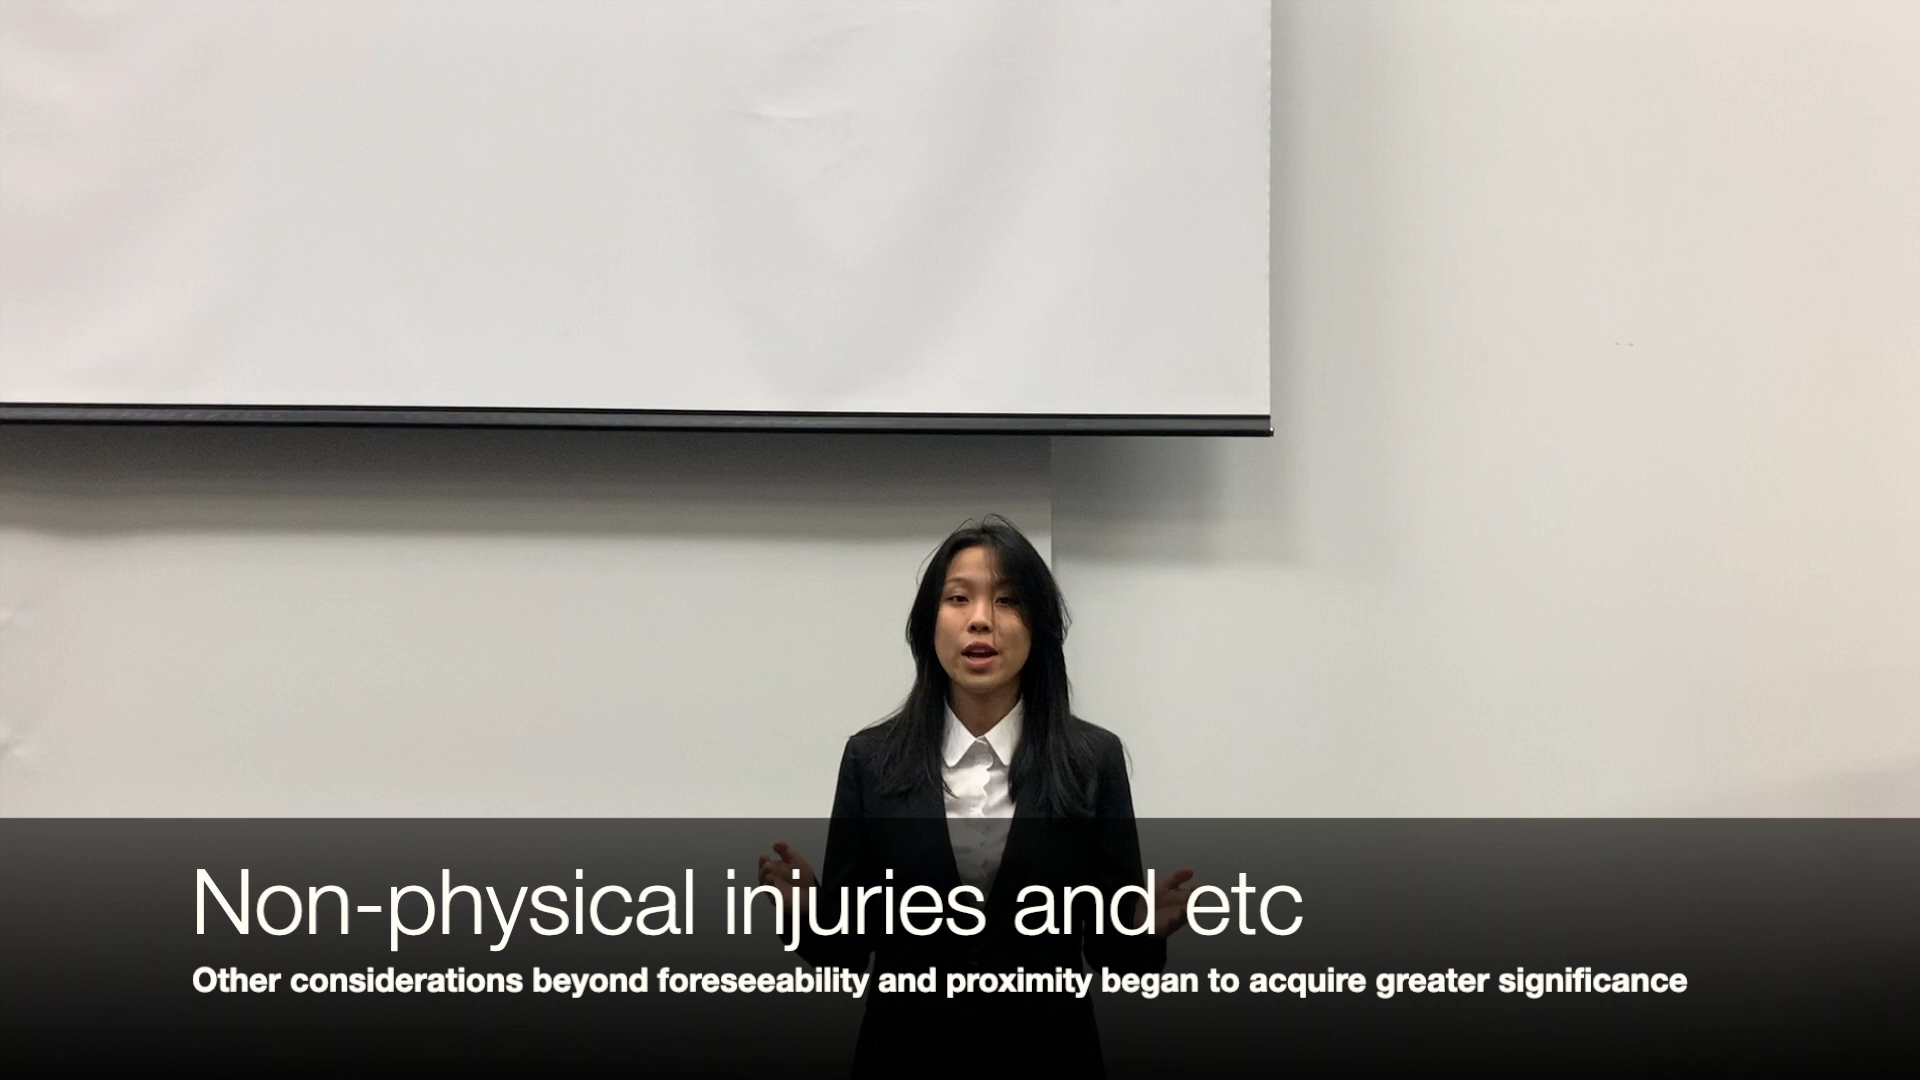 Non-physical injuries and etc
Other considerations beyond foreseeability and proximity began to acquire greater significance